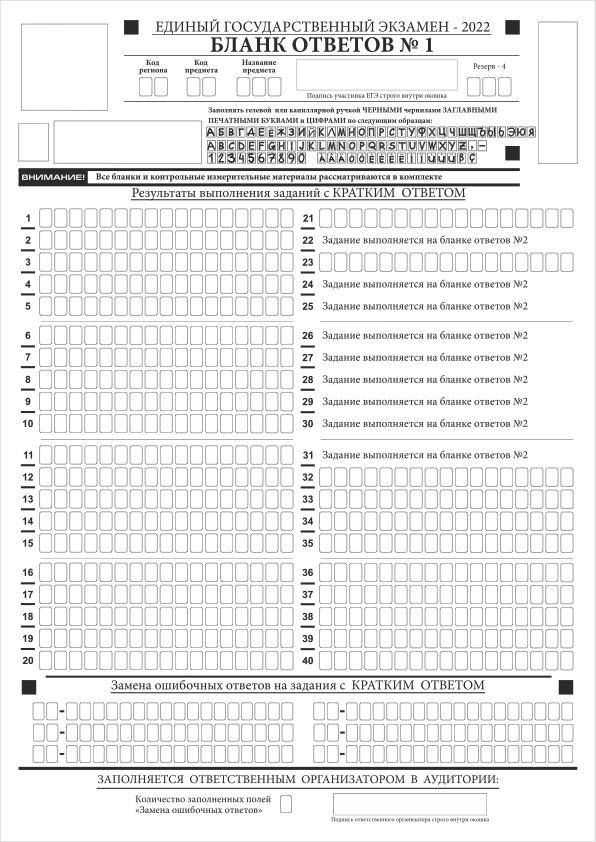 ЕДИНЫЙ ГОСУДАРСТВЕННЫЙ ЭКЗАМЕН - 2022
БЛАНК ОТВЕТОВ № 1
Код региона
Код предмета
Название предмета
Резерв - 4
Подпись участника ЕГЭ строго внутри окошка
Заполнять гелевой или капиллярной ручкой ЧЕРНЫМИ чернилами ЗАГЛАВНЫМИ
ПЕЧАТНЫМИ БУКВАМИ и ЦИФРАМИ по следующим образцам:
АБВГДЕЁЖЗИЙКЛМНОПРСТУФХЦЧШЩЪЫЬЭЮЯ
ABCDEFGHIJKLMNOPQRSTUVWXYZ,-
1234567890
ВНИМАНИЕ!
Все бланки и контрольные измерительные материалы рассматриваются в комплекте
Результаты выполнения заданий с КРАТКИМ ОТВЕТОМ
1
2
3
4
5
6
7
8
9
10
11
12
13
14
15
16
17
18
19
20
21
22 Задание выполняется на бланке ответов №2
23
24 Задание выполняется на бланке ответов №2
25 Задание выполняется на бланке ответов №2
26 Задание выполняется на бланке ответов №2
27 Задание выполняется на бланке ответов №2
28 Задание выполняется на бланке ответов №2
29 Задание выполняется на бланке ответов №2
30 Задание выполняется на бланке ответов №2
31 Задание выполняется на бланке ответов №2
32
33
34
35
36
37
38
39
40
Замена ошибочных ответов на задания с КРАТКИМ ОТВЕТОМ
- -
- -
- -
ЗАПОЛНЯЕТСЯ ОТВЕТСТВЕННЫМ ОРГАНИЗАТОРОМ В АУДИТОРИИ:
Количество заполненных полей
«Замена ошибочных ответов»
Подпись ответственного организатора строго внутри окошка